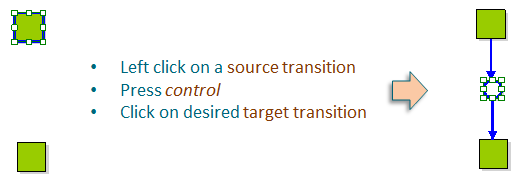 • Left click on a source transition
• Press control
• Click on desired target transition